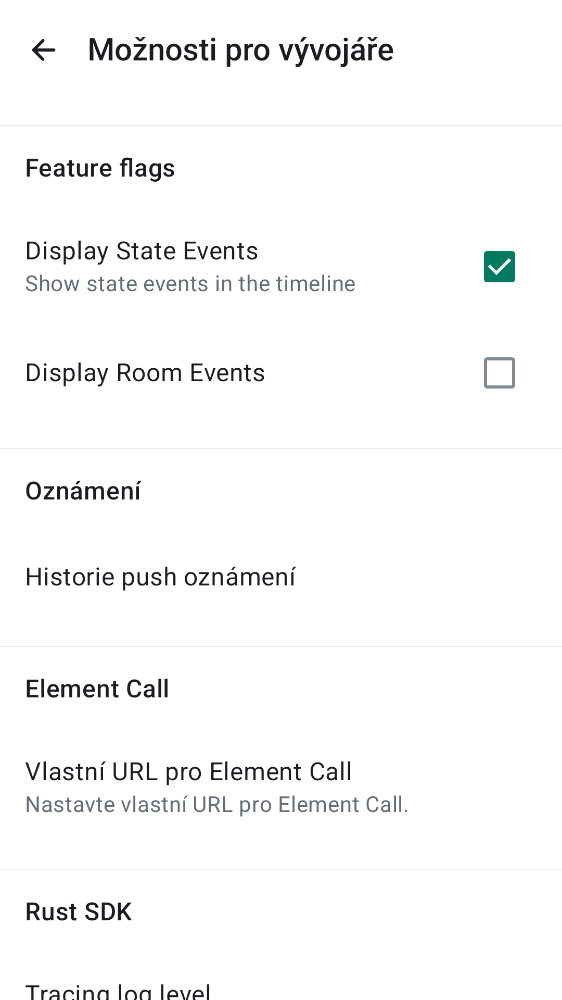 Možnosti pro vývojáře
Feature flags
Display State Events
Show state events in the timeline
Display Room Events
Oznámení
Historie push oznámení
Element Call
Vlastní URL pro Element Call
Nastavte vlastní URL pro Element Call.
Rust SDK
Tracing log level